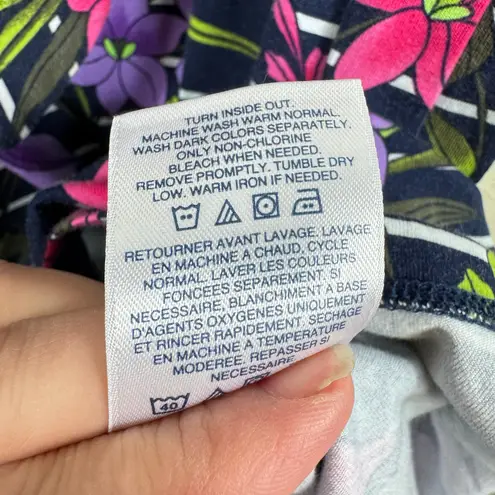 TURN INSIDE OUT.
MACHINE WASH WARM NORMAL.
WASH DARK COLORS SEPARATELY.
ONLY NON-CHLORINE
BLEACH WHEN NEEDED.
REMOVE PROMPTLY. TUMBLE DRY
LOW. WARM IRON IF NEEDED.
RETOURNER AVANT LAVAGE. LAVAGE
EN MACHINE A CHAUD, CYCLE
NORMAL. LAVER LES COULEURS
FONCÉES SEPAREMENT. SI
NECESSAIRE, BLANCHIMENT A BASE
D'AGENTS OXYGENES UNIQUEMENT
ET RINCER RAPIDEMENT. SECHAGE
EN MACHINE A TEMPERATURE
MODEREE. REPASSER SI
NECESSAIRE
40